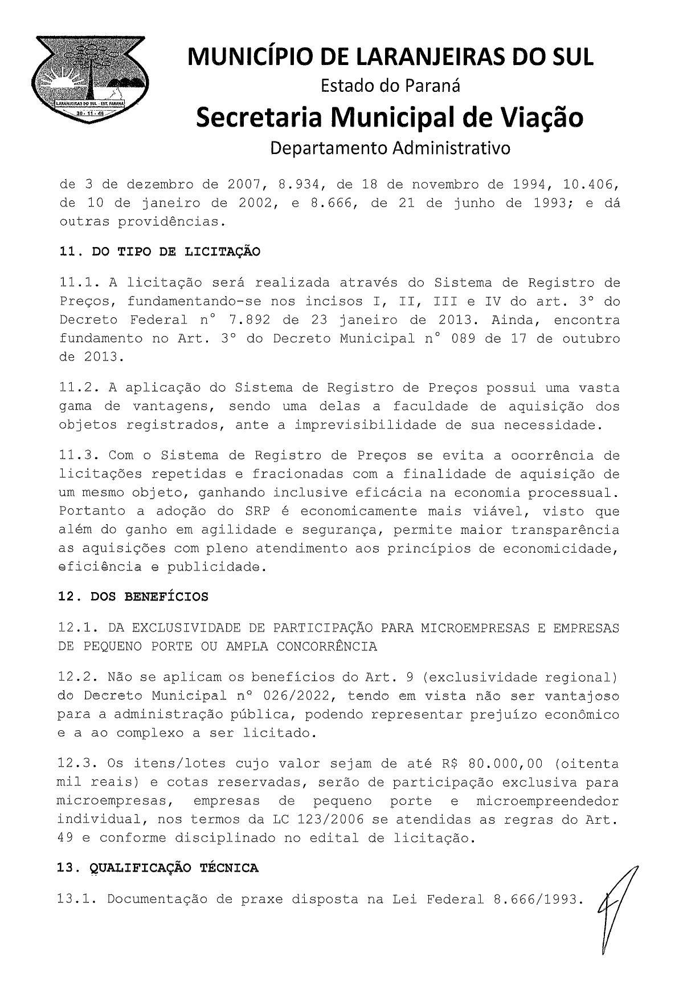 LARANJEIRAS DO SUL - EST. PARANÁ
30 - 11 - 46
MUNICÍPIO DE LARANJEIRAS DO SUL
Estado do Paraná
Secretaria Municipal de Viação
Departamento Administrativo
de 3 de dezembro de 2007, 8.934, de 18 de novembro de 1994, 10.406,
de 10 de janeiro de 2002, e 8.666, de 21 de junho de 1993; e dá
outras providências.
11. DO TIPO DE LICITAÇÃO
11.1. A licitação será realizada através do Sistema de Registro de
Preços, fundamentando-se nos incisos I, II, III e IV do art. 3º do
Decreto Federal n° 7.892 de 23 janeiro de 2013. Ainda, encontra
fundamento no Art. 3º do Decreto Municipal n° 089 de 17 de outubro
de 2013.
11.2. A aplicação do Sistema de Registro de Preços possui uma vasta
gama de vantagens, sendo uma delas a faculdade de aquisição dos
objetos registrados, ante a imprevisibilidade de sua necessidade.
11.3. Com o Sistema de Registro de Preços se evita a ocorrência de
licitações repetidas e fracionadas com a finalidade de aquisição de
um mesmo objeto, ganhando inclusive eficácia na economia processual.
Portanto a adoção do SRP é economicamente mais viável, visto que
além do ganho em agilidade e segurança, permite maior transparência
as aquisições com pleno atendimento aos princípios de economicidade,
eficiência e publicidade.
12. DOS BENEFÍCIOS
12.1. DA EXCLUSIVIDADE DE PARTICIPAÇÃO PARA MICROEMPRESAS E EMPRESAS
DE PEQUENO PORTE OU AMPLA CONCORRÊNCIA
12.2. Não se aplicam os benefícios do Art. 9 (exclusividade regional)
do Decreto Municipal nº 026/2022, tendo em vista não ser vantajoso
para a administração pública, podendo representar prejuízo econômico
e a ao complexo a ser licitado.
12.3. Os itens/lotes cujo valor sejam de até R$ 80.000,00 (oitenta
mil reais) e cotas reservadas, serão de participação exclusiva para
microempresas, empresas de pequeno porte e microempreendedor
individual, nos termos da LC 123/2006 se atendidas as regras do Art.
49 e conforme disciplinado no edital de licitação.
13. QUALIFICAÇÃO TÉCNICA
13.1. Documentação de praxe disposta na Lei Federal 8.666/1993.